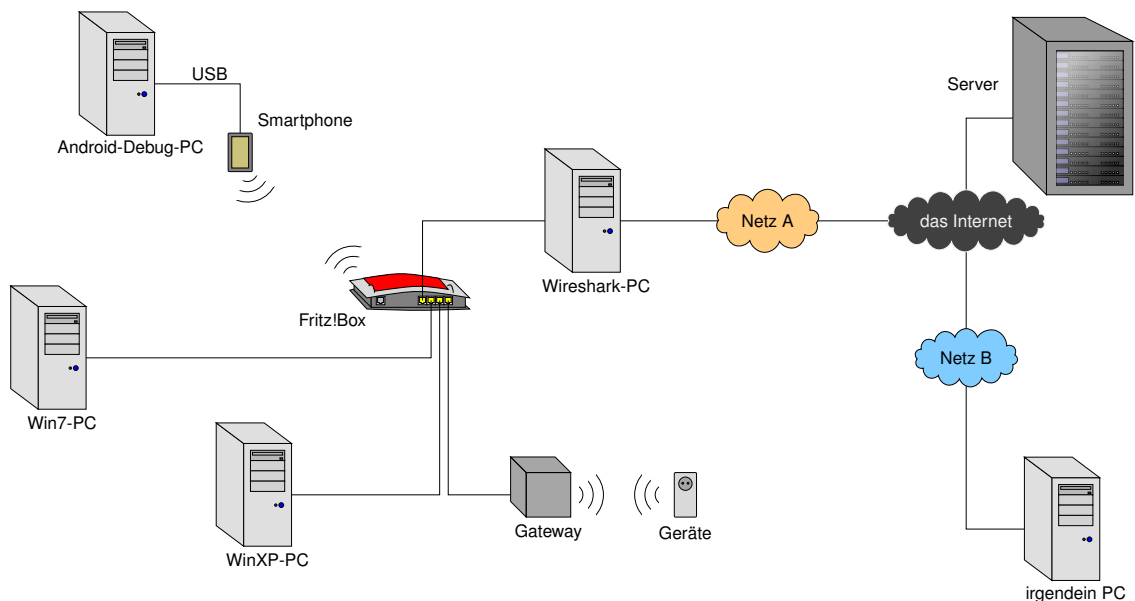 USB
Server
Smartphone
Android-Debug-PC
Netz A
das Internet
Wireshark-PC
Fritz!Box
Netz B
Win7-PC
Gateway
Geräte
WinXP-PC
irgendein PC